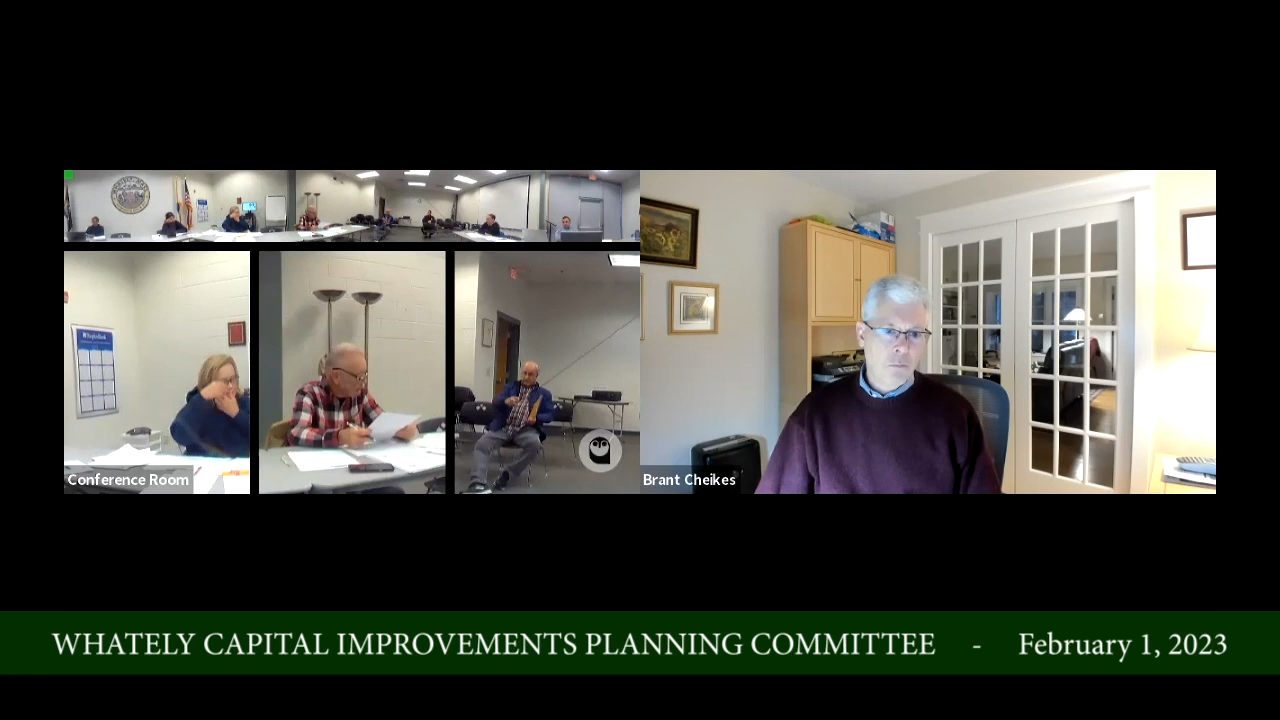 Conference Room
Brant Cheikes
WHATELY CAPITAL IMPROVEMENTS PLANNING COMMITTEE - February 1, 2023